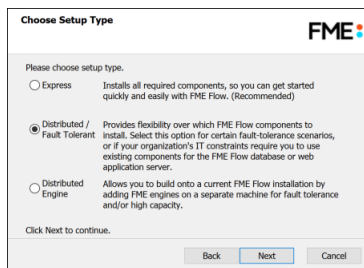 Choose Setup Type
FME:
Please choose setup type.
Express
Installs all required components, so you can get started
quickly and easily with FME Flow. (Recommended)
Distributed /
Fault Tolerant
Provides flexibility over which FME Flow components to
install. Select this option for certain fault-tolerance scenarios,
or if your organization's IT constraints require you to use
existing components for the FME Flow database or web
application server.
Distributed
Engine
Allows you to build onto a current FME Flow installation by
adding FME engines on a separate machine for fault tolerance
and/or high capacity.
Click Next to continue.
Back
Next
Cancel